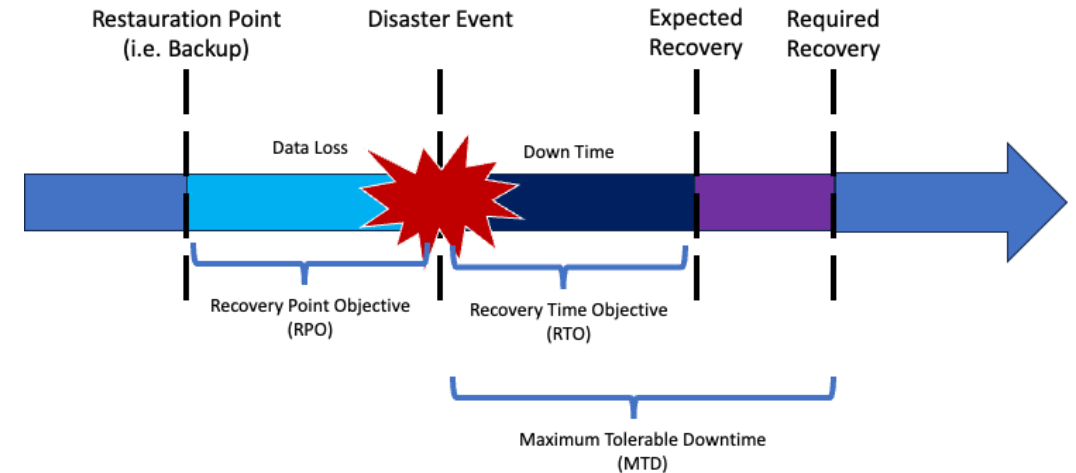 Restauration Point
(i.e. Backup)
Disaster Event
Expected
Recovery
Required
Recovery
Data Loss
Down Time
Recovery Point Objective
(RPO)
Recovery Time Objective
(RTO)
Maximum Tolerable Downtime
(MTD)